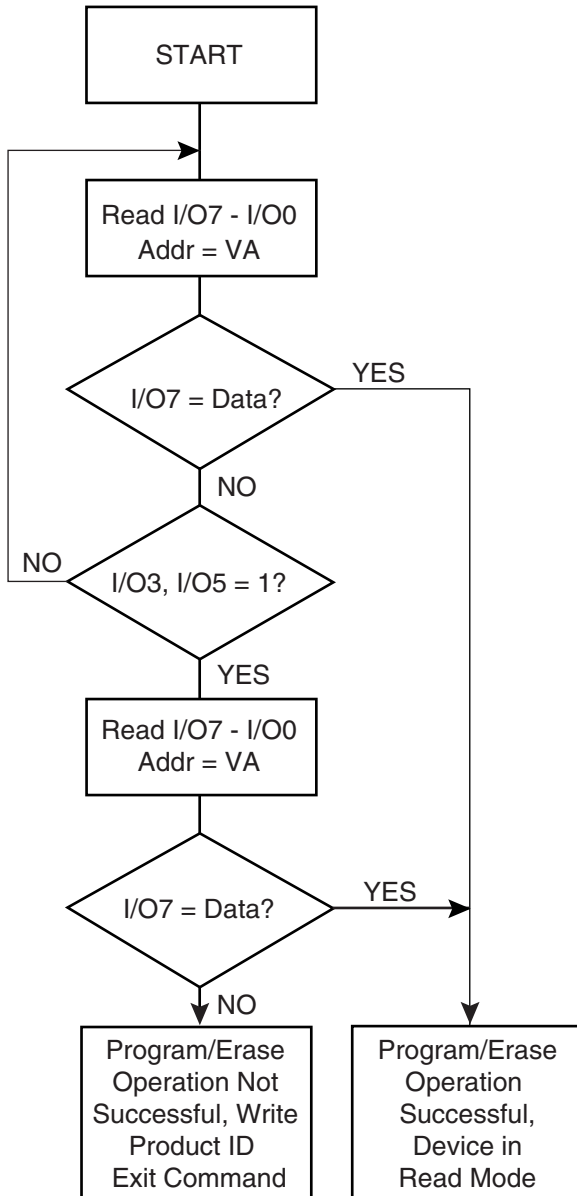 START
Read I/O7 - I/O0
Addr = VA
I/O7 = Data?
YES
NO
I/O3, I/O5 = 1?
NO
YES
Read I/O7 - I/O0
Addr = VA
I/O7 = Data?
YES
NO
Program/Erase
Operation Not
Successful, Write
Product ID
Exit Command
Program/Erase
Operation
Successful,
Device in
Read Mode